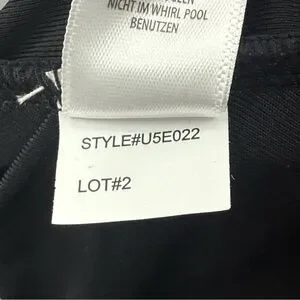 NICHT IM WHIRL POOL
BENUTZEN
STYLE#U5E022
LOT#2